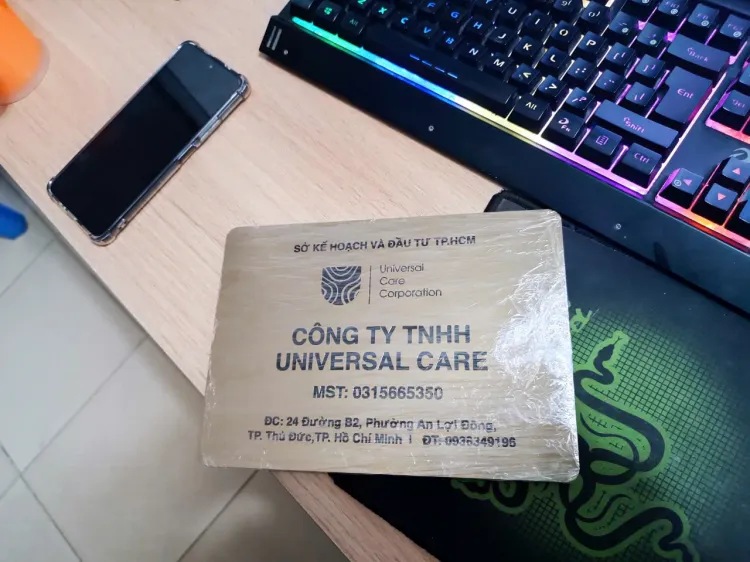 SỞ KẾ HOẠCH VÀ ĐẦU TƯ TP.HCM
Universal
Care
Corporation
CÔNG TY TNHH
UNIVERSAL CARE
MST: 0315665350
ĐC: 24 Đường B2, Phường An Lợi Đông,
TP. Thủ Đức,TP. Hồ Chí Minh | ĐT: 0936349196